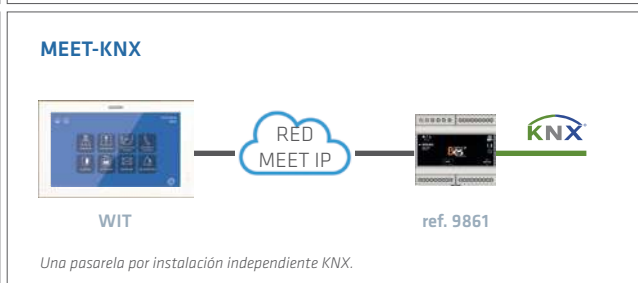 MEET-KNX
RED
MEET IP
KNX
WIT
ref. 9861
Una pasarela por instalación independiente KNX.